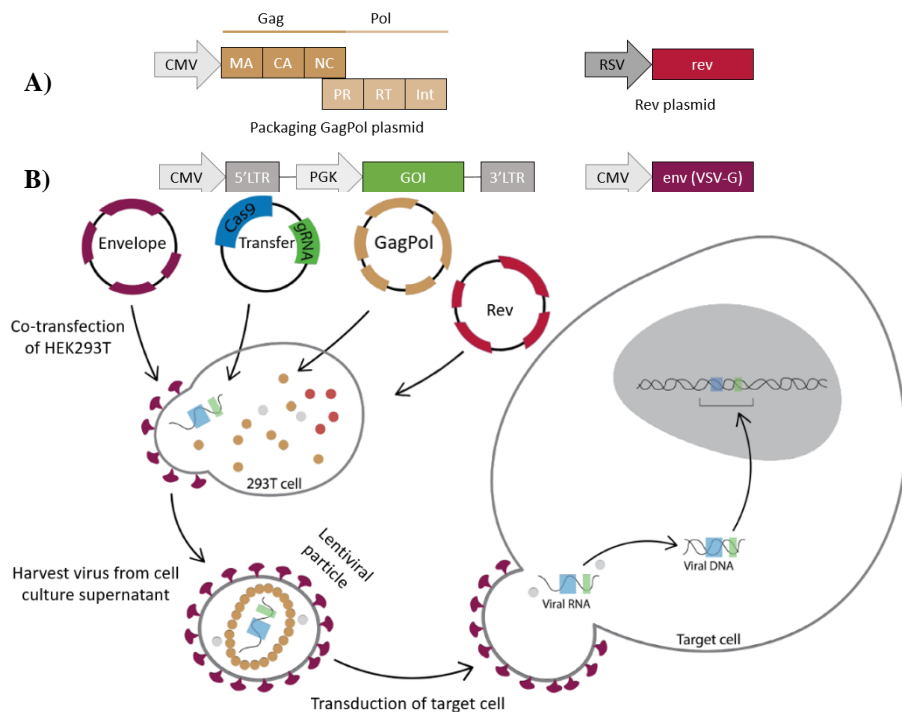 Gag Pol
A)
CMV MA CA NC
PR RT Int
Packaging GagPol plasmid
RSV rev
Rev plasmid
B)
CMV 5'LTR PGK GOI 3'LTR
CMV env (VSV-G)
Envelope
Cas9
Transfer
gRNA
GagPol
Rev
Co-transfection
of HEK293T
293T cell
Harvest virus from cell
culture supernatant
Lentiviral
particle
Transduction of target cell
Viral RNA
Viral DNA
Target cell